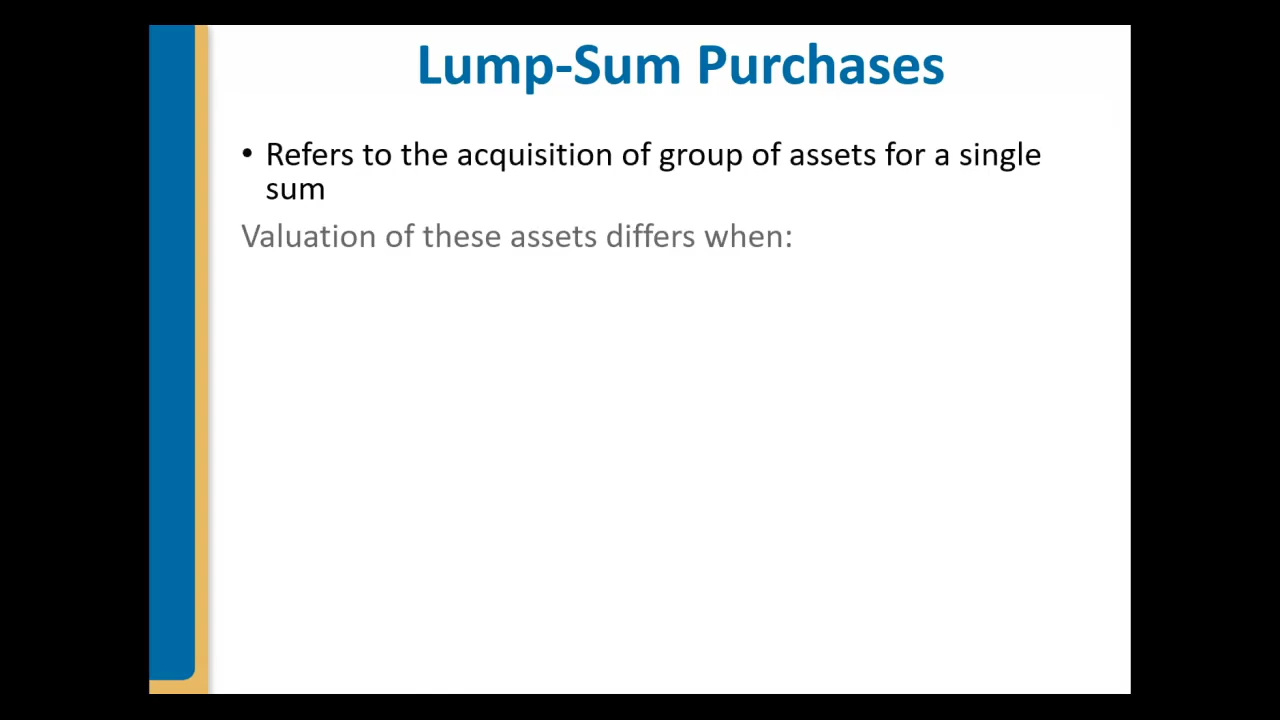 Lump-Sum Purchases
• Refers to the acquisition of group of assets for a single
sum
Valuation of these assets differs when: